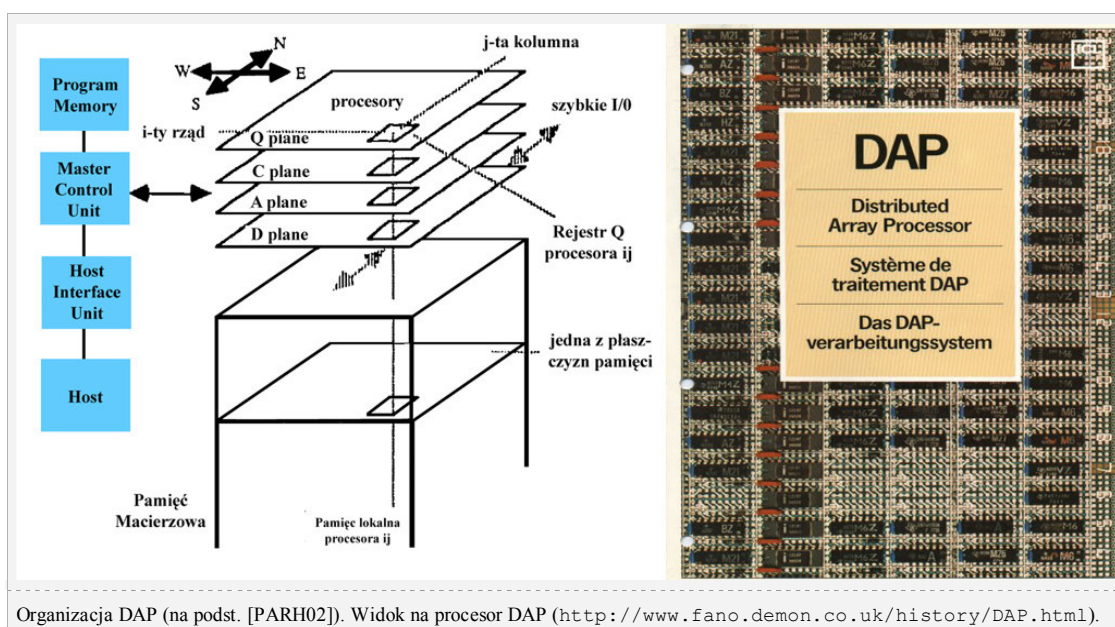 N
W
E
S
j-ta kolumna
procesory
szybkie I/0
i-ty rząd
Q plane
C plane
A plane
D plane
Rejestr Q
procesora ij
jedna z płasz-
czyzn pamięci
Pamięć
Macierzowa
Pamięc lokalna
procesora ij
Program
Memory
Master
Control
Unit
Host
Interface
Unit
Host
ICL
DAP
Distributed
Array Processor
Système de
traitement DAP
Das DAP-
verarbeitungssystem
Organizacja DAP (na podst. [PARH02]). Widok na procesor DAP (http://www.fano.demon.co.uk/history/DAP.html).